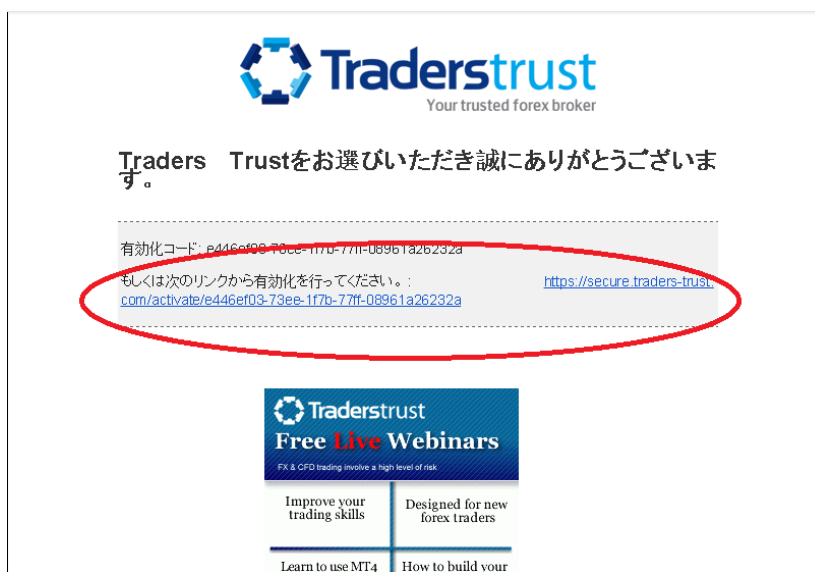 Traderstrust
Your trusted forex broker
Traders　Trustをお選びいただき誠にありがとうございま
す。
有効化コード: e446ef03-73ee-1f7b-77ff-08961a26232a
もしくは次のリンクから有効化を行ってください。: https://secure.traders-trust.
com/activate/e446ef03-73ee-1f7b-77ff-08961a26232a
Traderstrust
Free Live Webinars
FX & CFD trading involve a high level of risk
Improve your
trading skills
Designed for new
forex traders
Learn to use MT4
How to build your